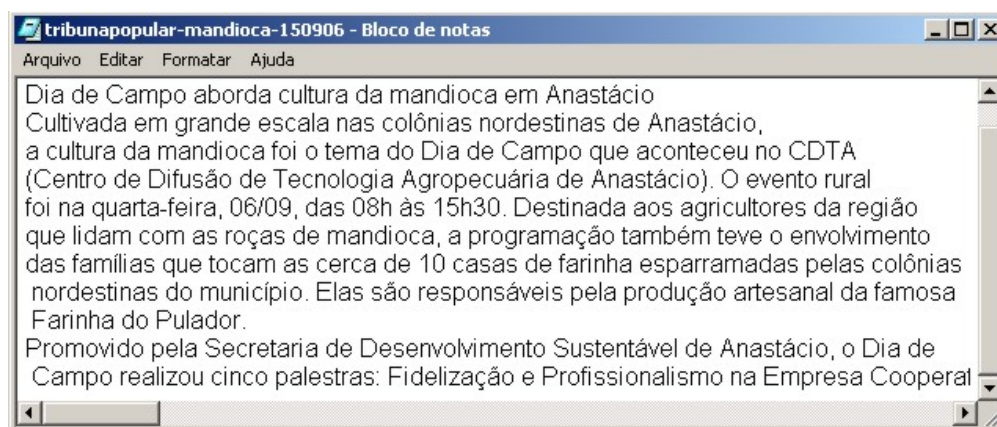 tribunapopular-mandioca-150906 - Bloco de notas
Arquivo Editar Formatar Ajuda
Dia de Campo aborda cultura da mandioca em Anastácio
Cultivada em grande escala nas colônias nordestinas de Anastácio,
a cultura da mandioca foi o tema do Dia de Campo que aconteceu no CDTA
(Centro de Difusão de Tecnologia Agropecuária de Anastácio). O evento rural
foi na quarta-feira, 06/09, das 08h às 15h30. Destinada aos agricultores da região
que lidam com as roças de mandioca, a programação também teve o envolvimento
das famílias que tocam as cerca de 10 casas de farinha esparramadas pelas colônias
nordestinas do município. Elas são responsáveis pela produção artesanal da famosa
Farinha do Pulador.
Promovido pela Secretaria de Desenvolvimento Sustentável de Anastácio, o Dia de
Campo realizou cinco palestras: Fidelização e Profissionalismo na Empresa Cooperat